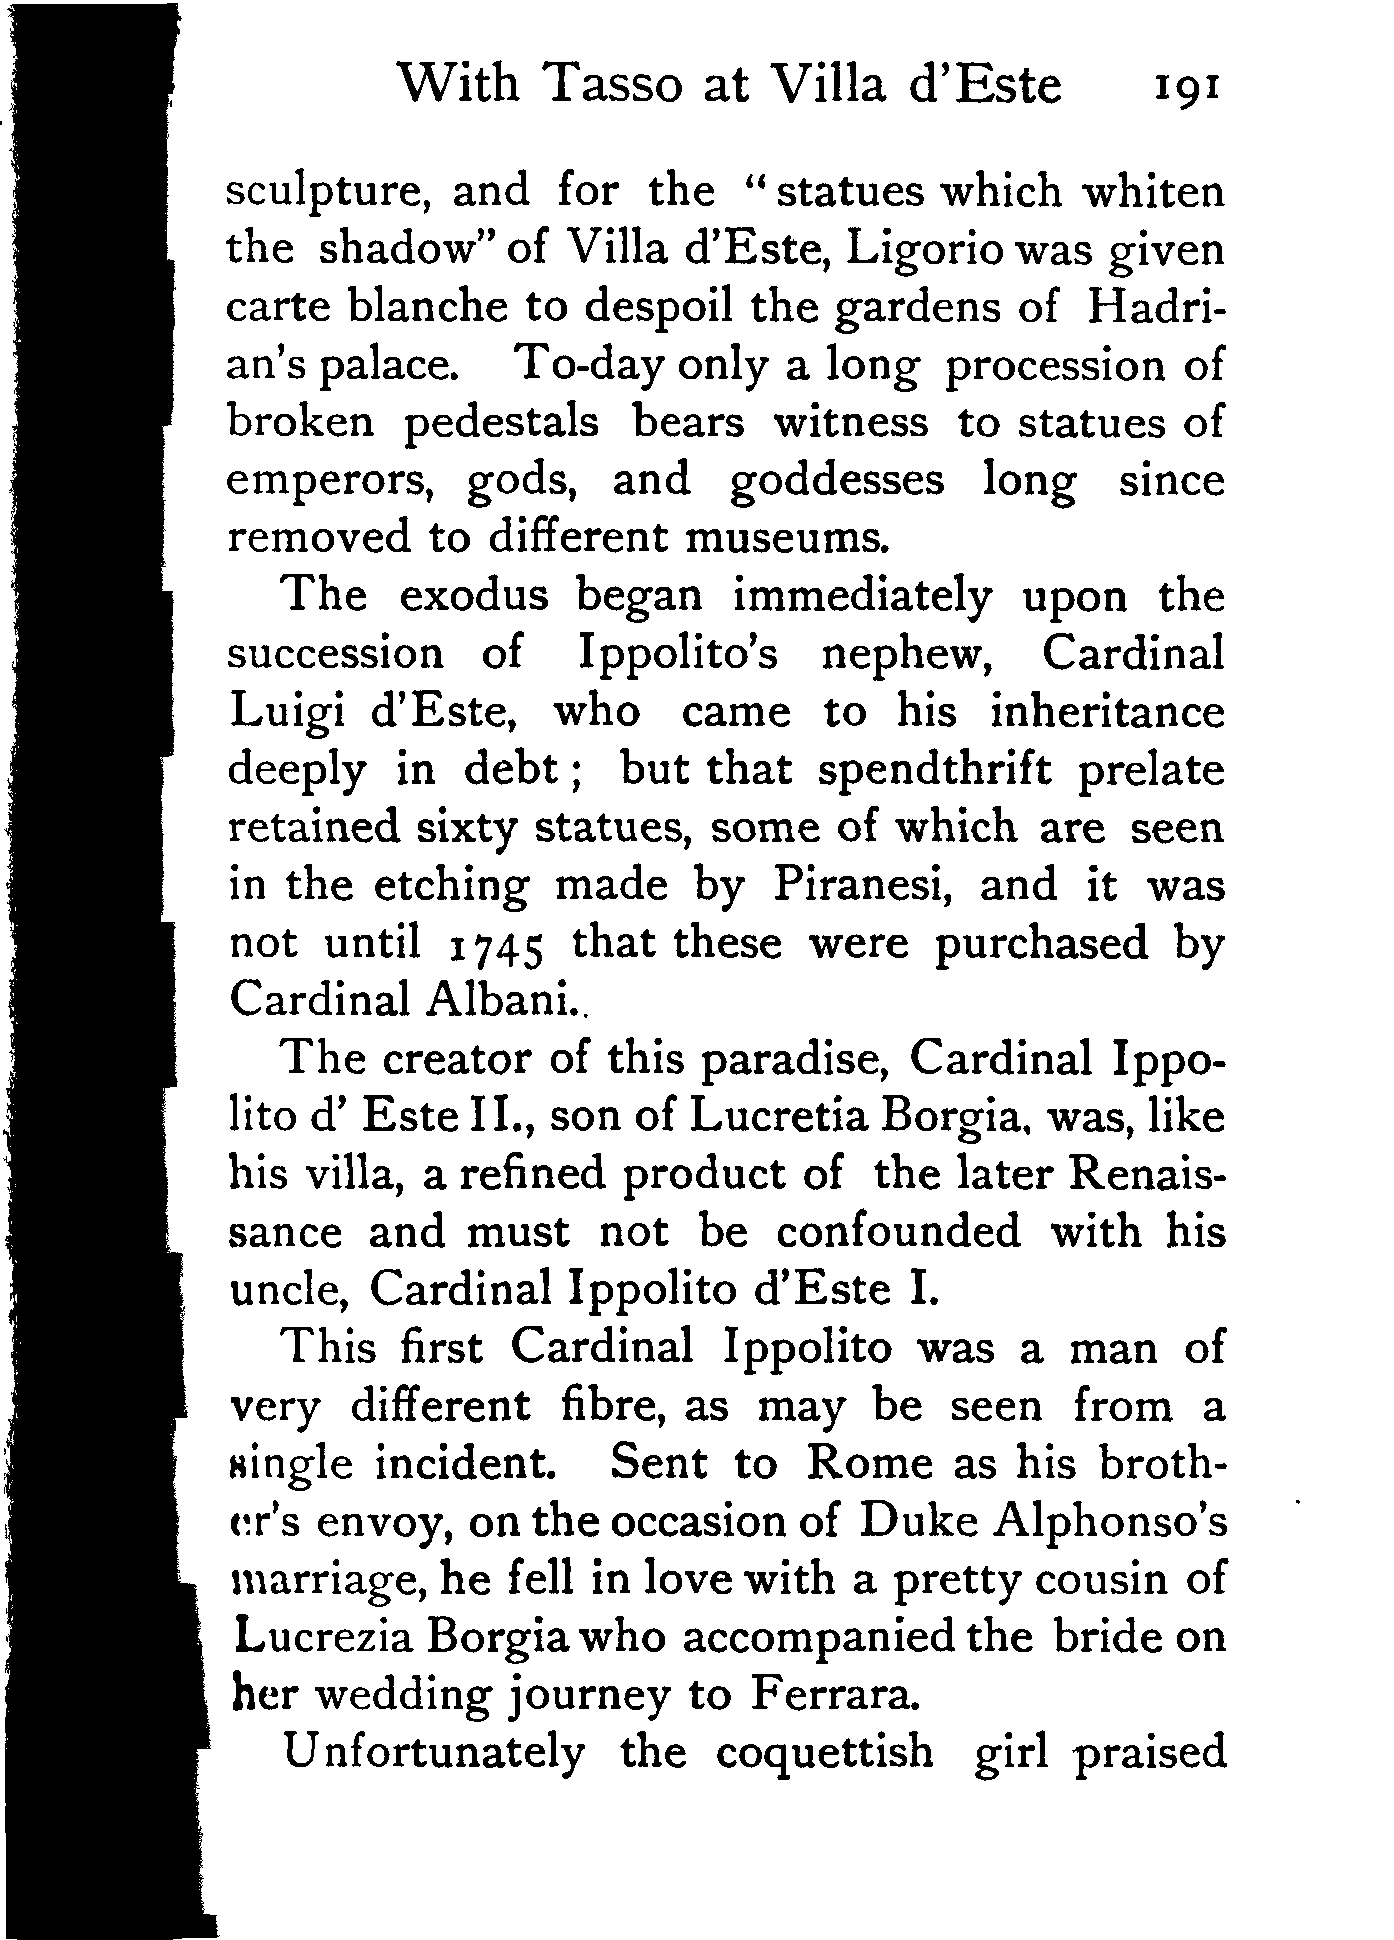 With Tasso at Villa d'Este 191
sculpture, and for the "statues which whiten
the shadow" of Villa d'Este, Ligorio was given
carte blanche to despoil the gardens of Hadri-
an's palace. To-day only a long procession of
broken pedestals bears witness to statues of
emperors, gods, and goddesses long since
removed to different museums.
The exodus began immediately upon the
succession of Ippolito's nephew, Cardinal
Luigi d'Este, who came to his inheritance
deeply in debt; but that spendthrift prelate
retained sixty statues, some of which are seen
in the etching made by Piranesi, and it was
not until 1745 that these were purchased by
Cardinal Albani..
The creator of this paradise, Cardinal Ippo-
lito d' Este II., son of Lucretia Borgia, was, like
his villa, a refined product of the later Renais-
sance and must not be confounded with his
uncle, Cardinal Ippolito d'Este I.
This first Cardinal Ippolito was a man of
very different fibre, as may be seen from a
single incident. Sent to Rome as his broth-
er's envoy, on the occasion of Duke Alphonso's
marriage, he fell in love with a pretty cousin of
Lucrezia Borgia who accompanied the bride on
her wedding journey to Ferrara.
Unfortunately the coquettish girl praised